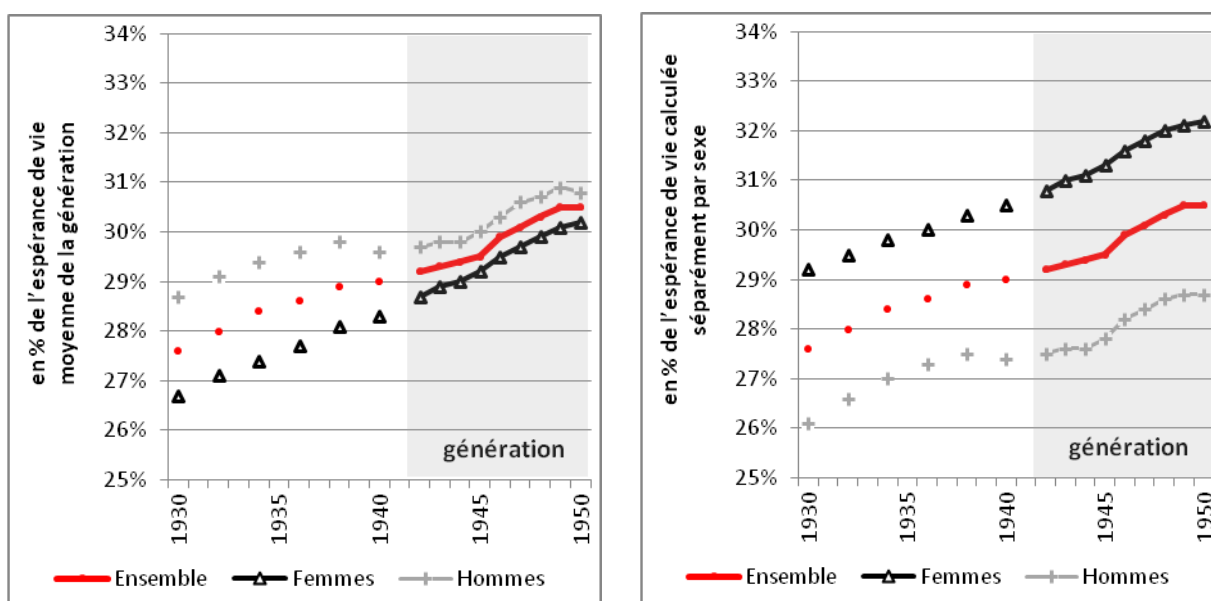 en % de l'espérance de vie
moyenne de la génération
34%
33%
32%
31%
30%
29%
28%
27%
26%
25%
génération
1930
1935
1940
1945
1950
Ensemble
Femmes
Hommes
en % de l'espérance de vie calculée
séparément par sexe
34%
33%
32%
31%
30%
29%
28%
27%
26%
25%
génération
1930
1935
1940
1945
1950
Ensemble
Femmes
Hommes